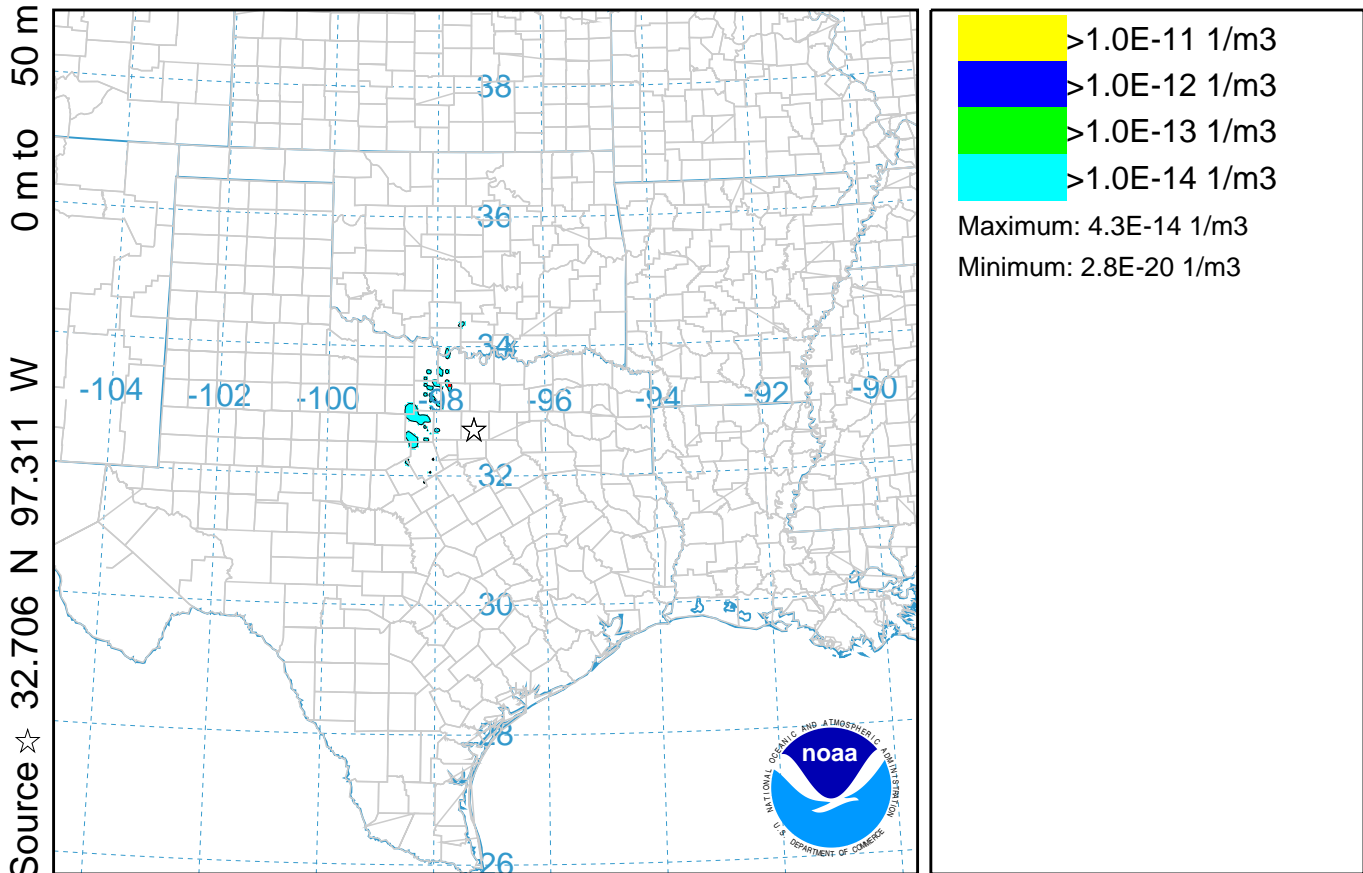 Source ☆ 32.706 N 97.311 W 0 m to 50 m
38
36
34
-104 -102 -100 -98 -96 -94 -92 -90
32
30
28
26
>1.0E-11 1/m3
>1.0E-12 1/m3
>1.0E-13 1/m3
>1.0E-14 1/m3
Maximum: 4.3E-14 1/m3
Minimum: 2.8E-20 1/m3
NATIONAL OCEANIC AND ATMOSPHERIC ADMINISTRATION
noaa
U.S. DEPARTMENT OF COMMERCE